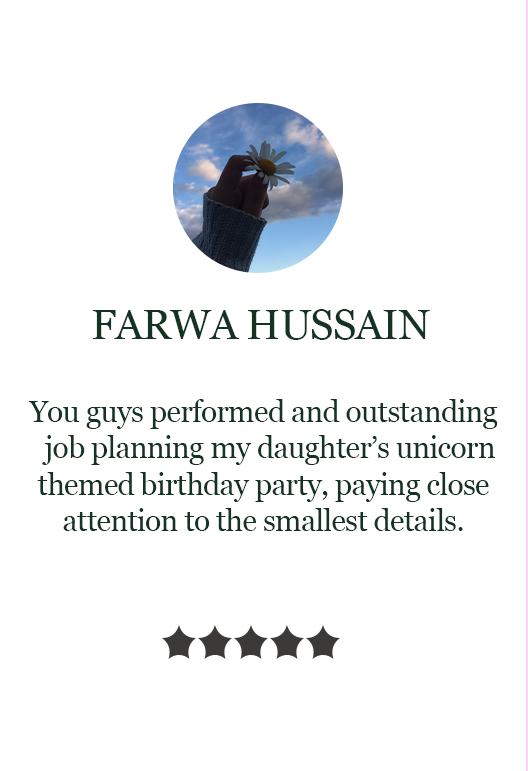 FARWA HUSSAIN
You guys performed and outstanding
job planning my daughter’s unicorn
themed birthday party, paying close
attention to the smallest details.